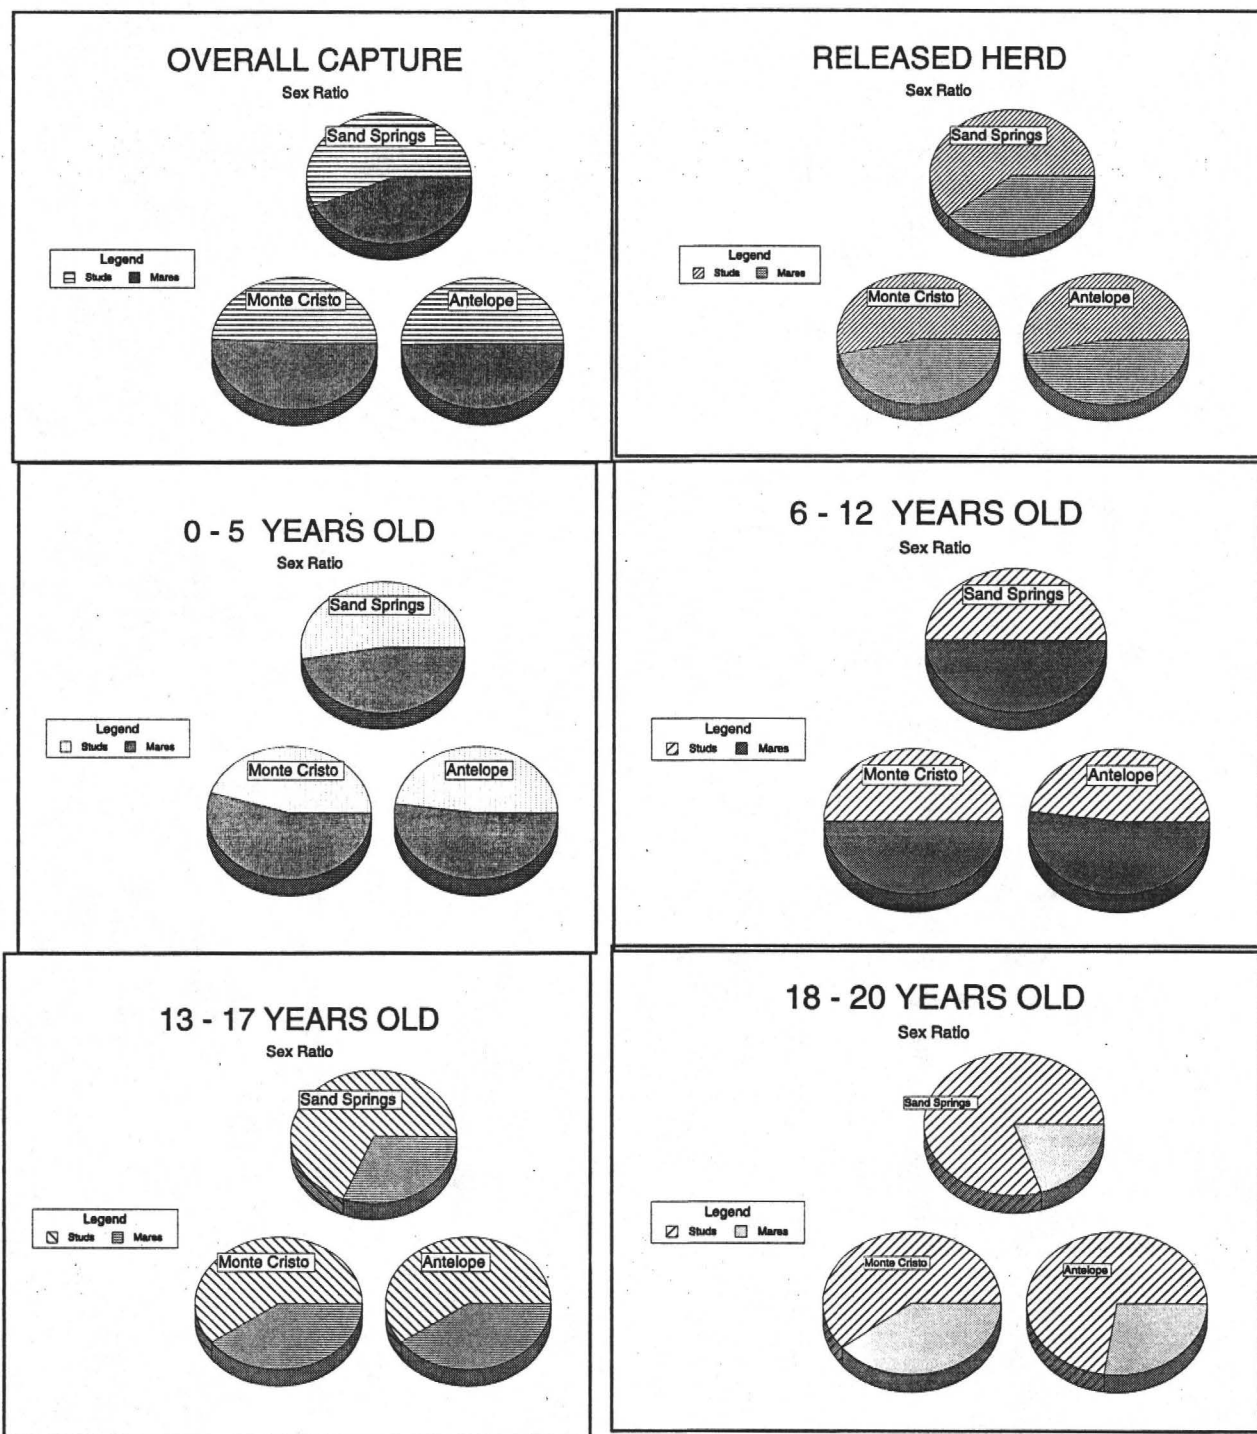 OVERALL CAPTURE
Sex Ratio
Sand Springs
Legend
Studs Mares
Monte Cristo
Antelope
RELEASED HERD
Sex Ratio
Sand Springs
Legend
Studs Mares
Monte Cristo
Antelope
0 - 5 YEARS OLD
Sex Ratio
Sand Springs
Legend
Studs Mares
Monte Cristo
Antelope
6 - 12 YEARS OLD
Sex Ratio
Sand Springs
Legend
Studs Mares
Monte Cristo
Antelope
13 - 17 YEARS OLD
Sex Ratio
Sand Springs
Legend
Studs Mares
Monte Cristo
Antelope
18 - 20 YEARS OLD
Sex Ratio
Sand Springs
Legend
Studs Mares
Monte Cristo
Antelope